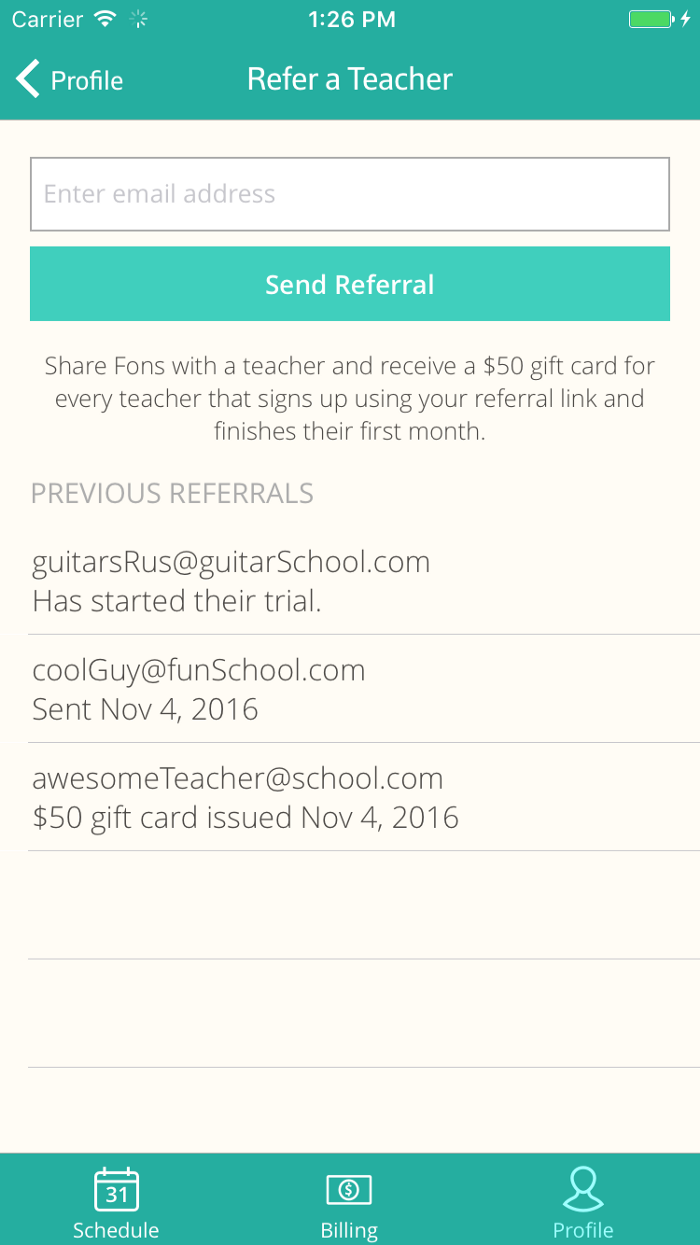 Carrier 1:26 PM
Profile Refer a Teacher
Enter email address
Send Referral
Share Fons with a teacher and receive a $50 gift card for
every teacher that signs up using your referral link and
finishes their first month.
PREVIOUS REFERRALS
guitarsRus@guitarSchool.com
Has started their trial.
coolGuy@funSchool.com
Sent Nov 4, 2016
awesomeTeacher@school.com
$50 gift card issued Nov 4, 2016
31 $
Schedule Billing Profile